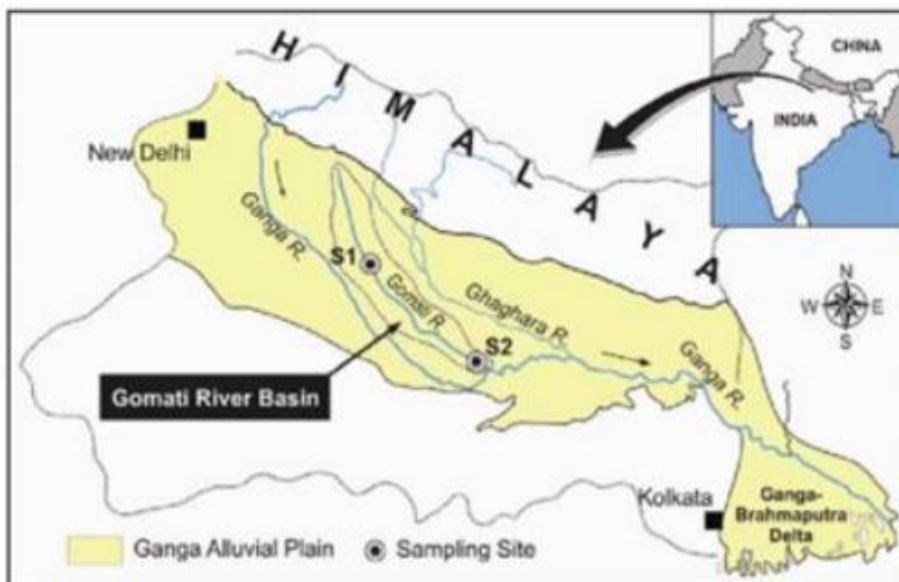 HIMALAYA
CHINA
INDIA
New Delhi
Ganga R.
S1
Gomati R.
Ghaghara R.
S2
Ganga R.
N
W E
S
Gomati River Basin
Kolkata
Ganga-
Brahmaputra
Delta
Ganga Alluvial Plain
Sampling Site